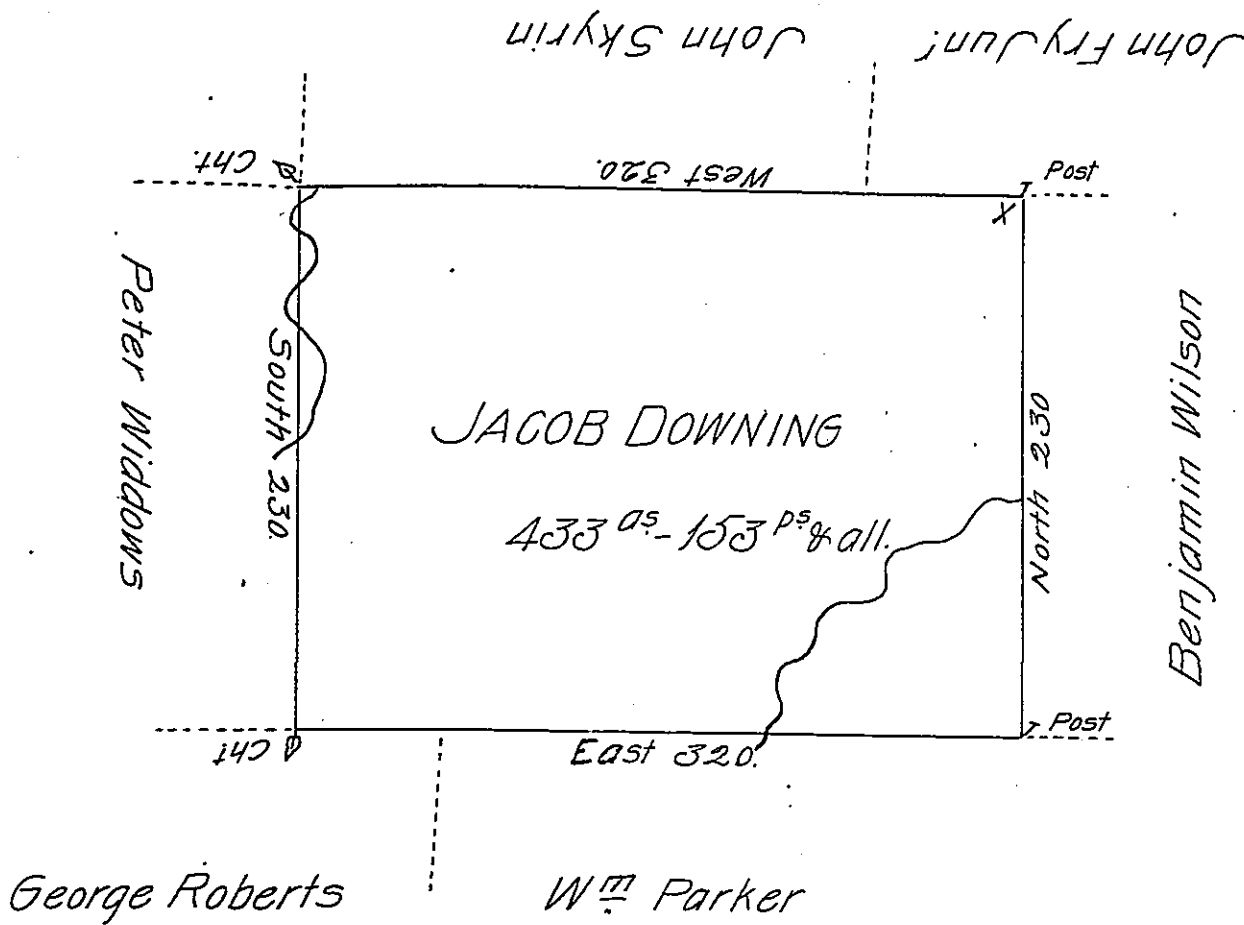 John Skyrin
John Fry Junr.
Cht.
West 320.
Post
X
Peter Widdows
South 230.
JACOB DOWNING
433 as. - 153 ps. & all.
North 230
Benjamin Wilson
Cht
East 320.
Post
George Roberts
Wm. Parker